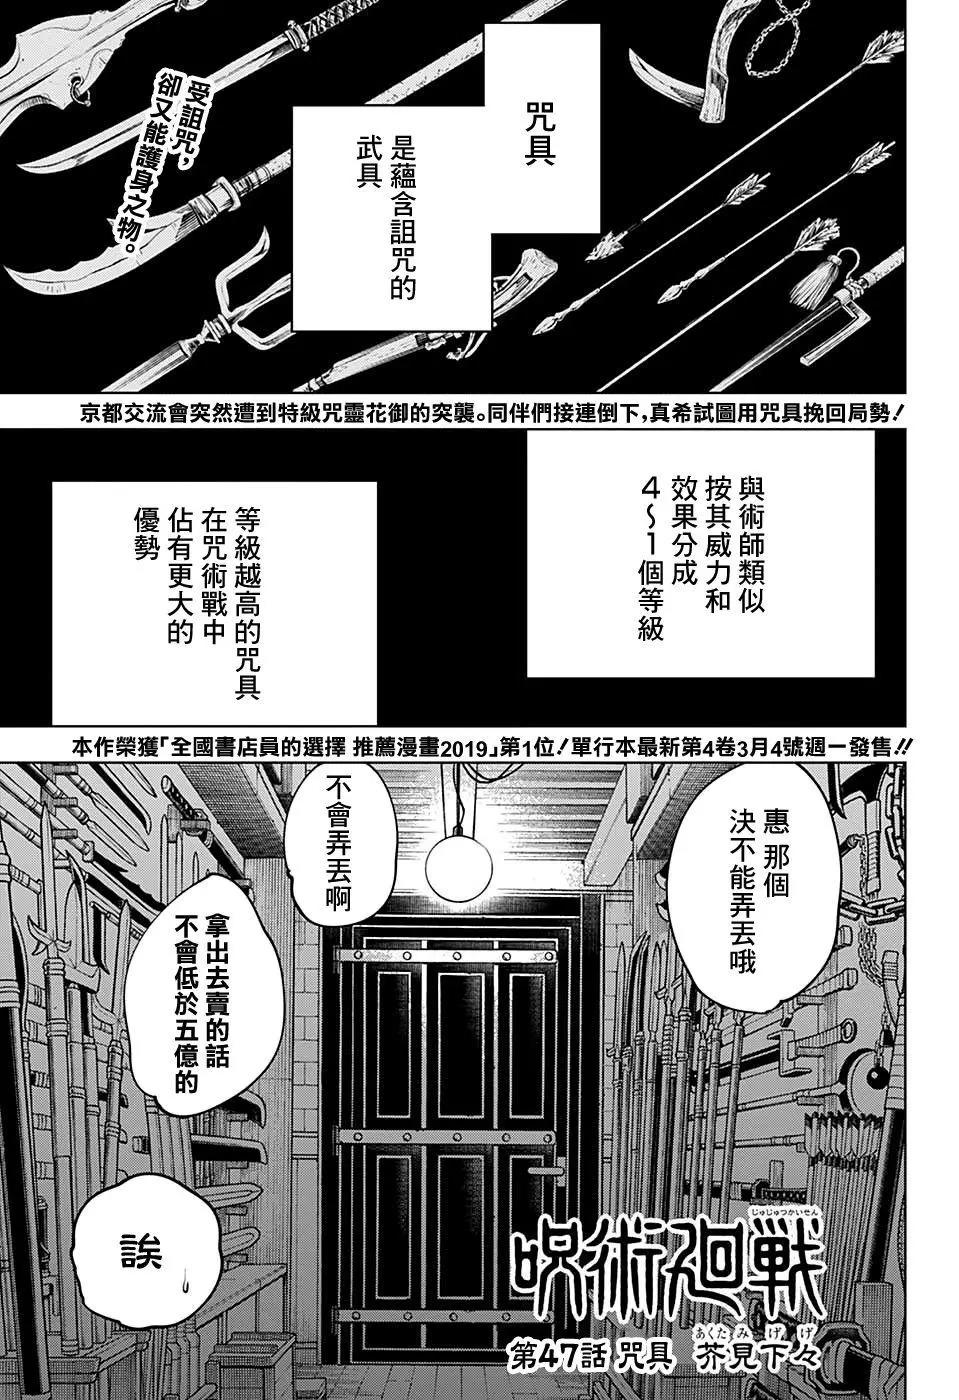 咒具
是蘊含詛咒的
武具
受詛咒，
卻又能護身之物。
京都交流會突然遭到特級咒靈花御的突襲。同伴們接連倒下，真希試圖用咒具挽回局勢！
與術師類似
按其威力和
效果分成
4～1個等級
等級越高的咒具
在咒術戰中
佔有更大的
優勢
本作榮獲「全國書店員的選擇 推薦漫畫2019」第1位！單行本最新第4卷3月4號週一發售！！
惠 那個
決不能弄丟哦
不會弄丟啊
拿出去賣的話
不會低於五億的
誒
じゅじゅつかいせん
呪術廻戦
第47話 咒具
あくたみげげ
芥見下々